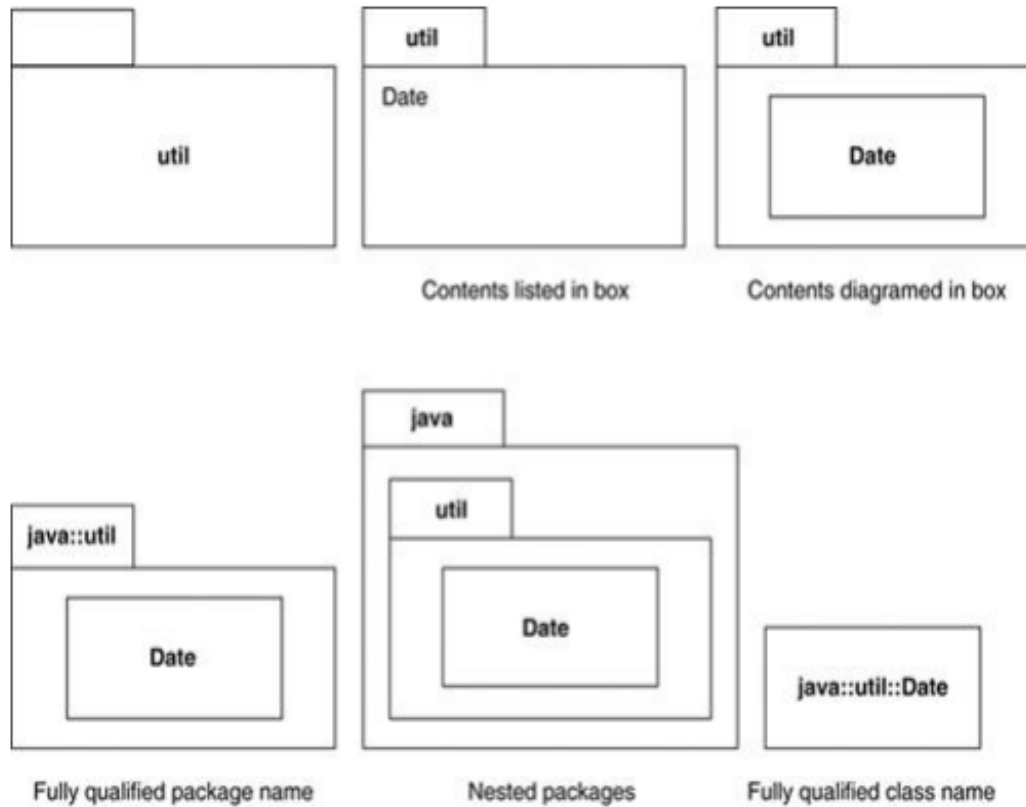 util
util
Date
util
Date
Contents listed in box
Contents diagramed in box
java::util
Date
Fully qualified package name
java
util
Date
Nested packages
java::util::Date
Fully qualified class name